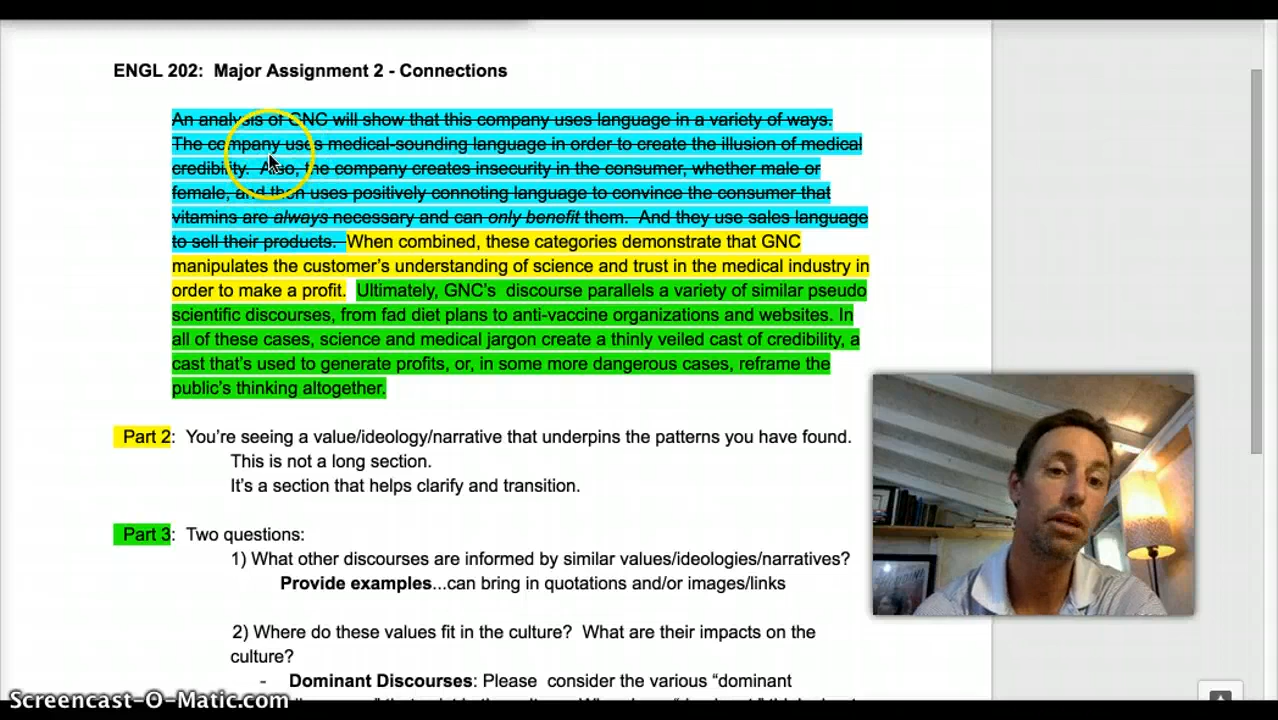 ENGL 202:  Major Assignment 2 - Connections
An analysis of GNC will show that this company uses language in a variety of ways.
The company uses medical-sounding language in order to create the illusion of medical
credibility.  Also, the company creates insecurity in the consumer, whether male or
female, and then uses positively connoting language to convince the consumer that
vitamins are always necessary and can only benefit them.  And they use sales language
to sell their products.  When combined, these categories demonstrate that GNC
manipulates the customer's understanding of science and trust in the medical industry in
order to make a profit.  Ultimately, GNC's  discourse parallels a variety of similar pseudo
scientific discourses, from fad diet plans to anti-vaccine organizations and websites. In
all of these cases, science and medical jargon create a thinly veiled cast of credibility, a
cast that's used to generate profits, or, in some more dangerous cases, reframe the
public's thinking altogether.
Part 2:  You're seeing a value/ideology/narrative that underpins the patterns you have found.
This is not a long section.
It's a section that helps clarify and transition.
Part 3:  Two questions:
1) What other discourses are informed by similar values/ideologies/narratives?
Provide examples...can bring in quotations and/or images/links
2) Where do these values fit in the culture?  What are their impacts on the
culture?
-  Dominant Discourses: Please  consider the various "dominant
Screencast-O-Matic.com